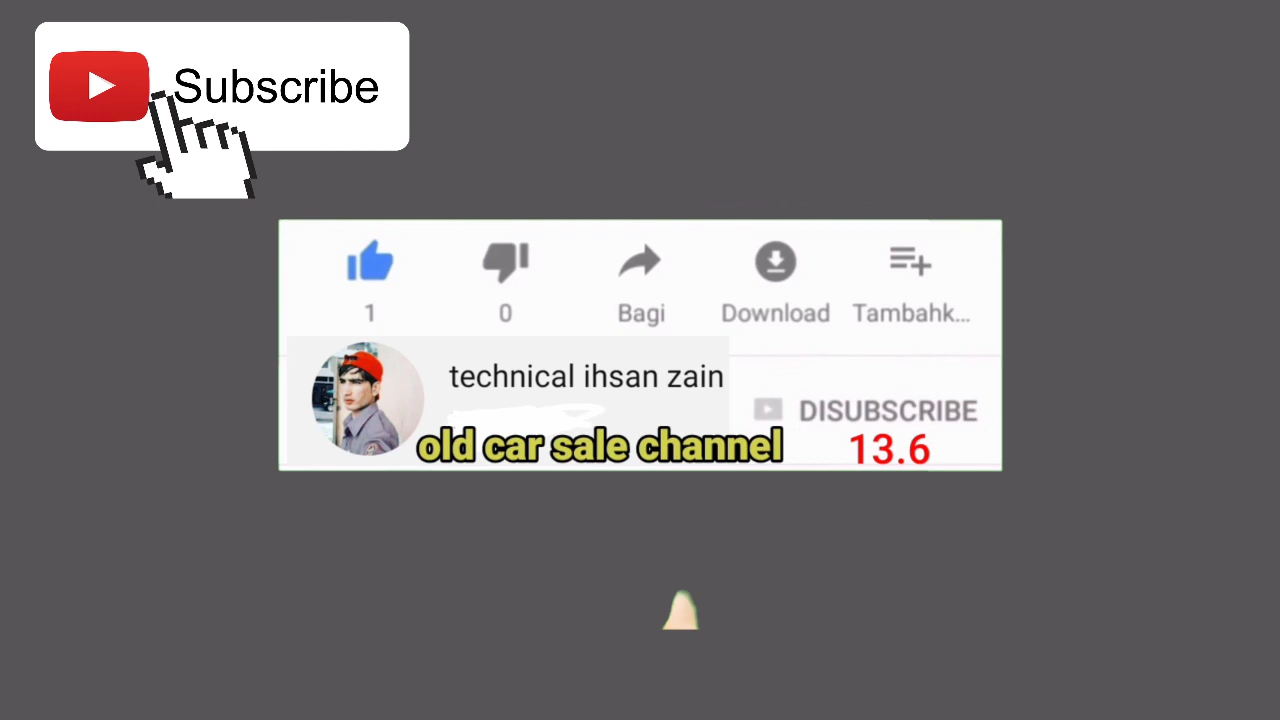 Subscribe
1
0
Bagi
Download
Tambahk...
technical ihsan zain
DISUBSCRIBE
old car sale channel
13.6